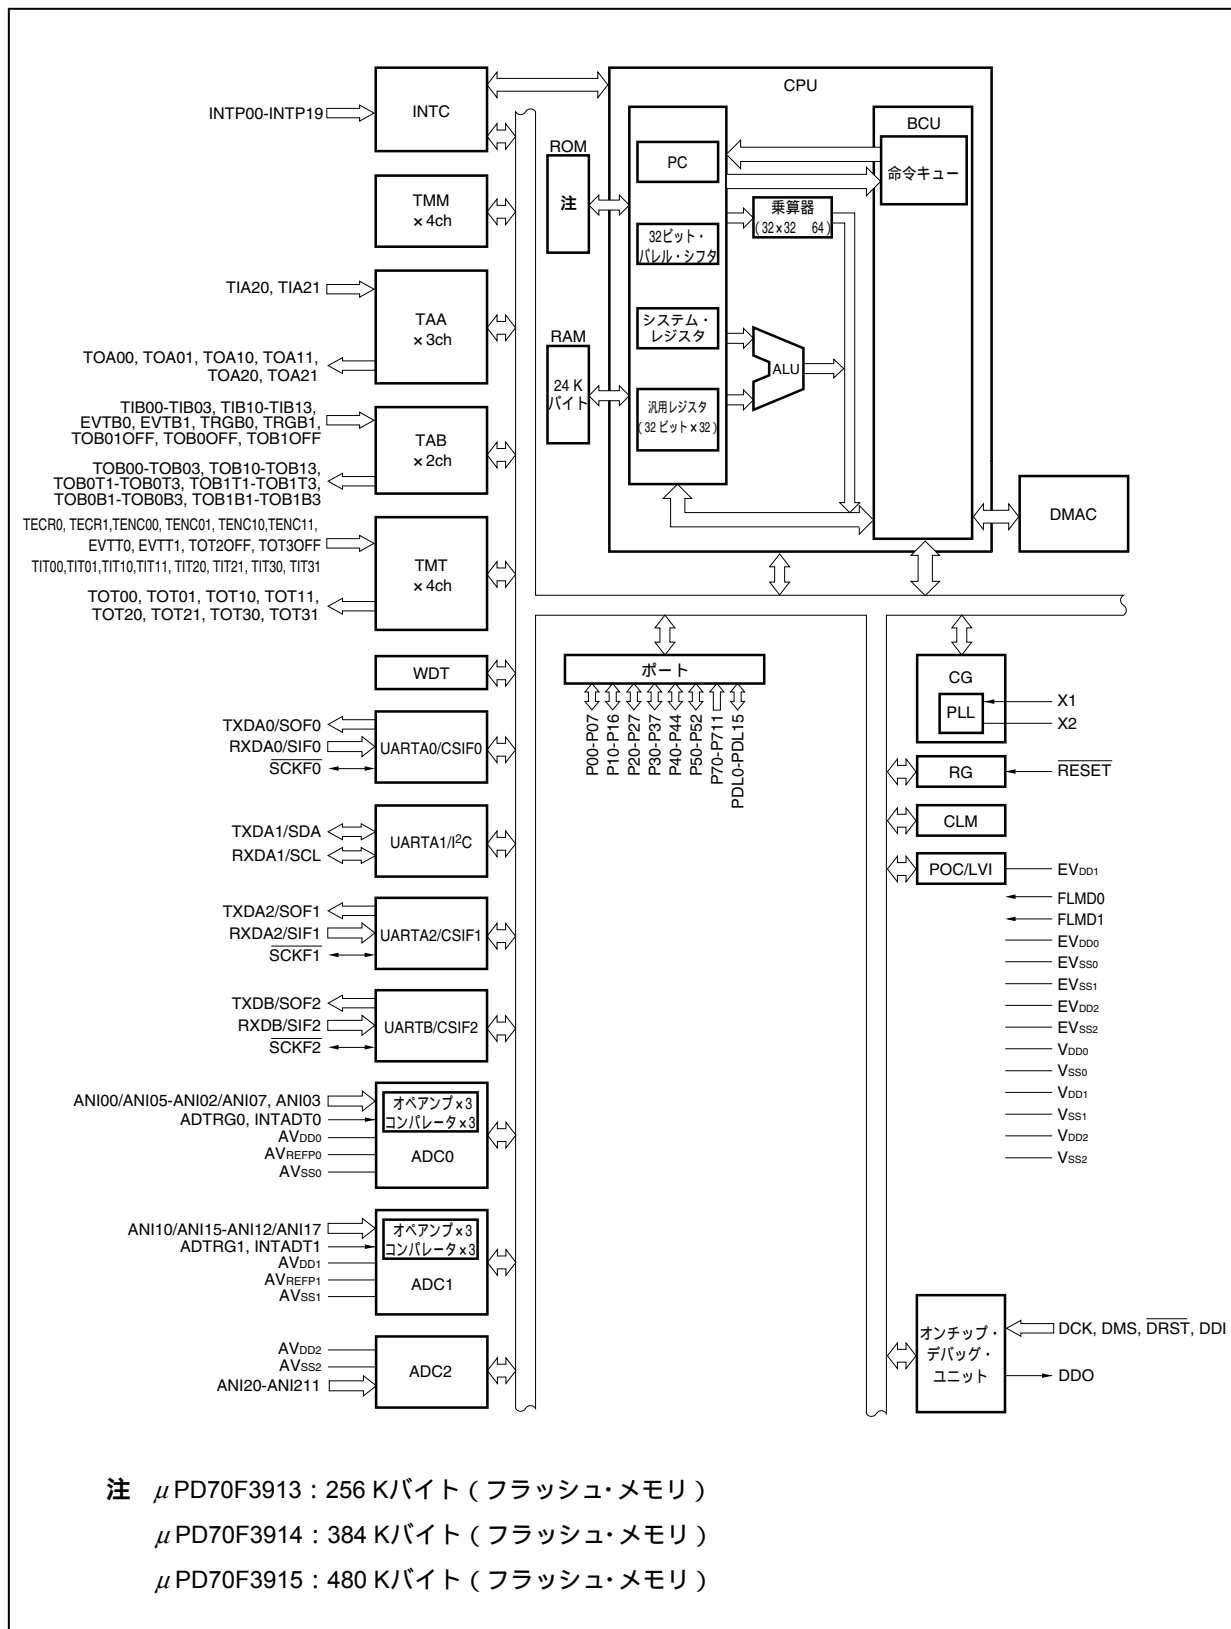 INTP00-INTP19
INTC
TMM
×4ch
TIA20, TIA21
TAA
×3ch
TOA00, TOA01, TOA10, TOA11,
TOA20, TOA21
TIB00-TIB03, TIB10-TIB13,
EVTB0, EVTB1, TRGB0, TRGB1,
TOB01OFF, TOB0OFF, TOB1OFF
TAB
×2ch
TOB00-TOB03, TOB10-TOB13,
TOB0T1-TOB0T3, TOB1T1-TOB1T3,
TOB0B1-TOB0B3, TOB1B1-TOB1B3
TECR0, TECR1,TENC00, TENC01, TENC10,TENC11,
EVTT0, EVTT1, TOT2OFF, TOT3OFF
TIT00,TIT01,TIT10,TIT11, TIT20, TIT21, TIT30, TIT31
TMT
×4ch
TOT00, TOT01, TOT10, TOT11,
TOT20, TOT21, TOT30, TOT31
WDT
TXDA0/SOF0
RXDA0/SIF0
SCKF0
UARTA0/CSIF0
TXDA1/SDA
RXDA1/SCL
UARTA1/I²C
TXDA2/SOF1
RXDA2/SIF1
SCKF1
UARTA2/CSIF1
TXDB/SOF2
RXDB/SIF2
SCKF2
UARTB/CSIF2
ANI00/ANI05-ANI02/ANI07, ANI03
ADTRG0, INTADT0
AVDD0
AVREFP0
AVSS0
オペアンプ×3
コンパレータ×3
ADC0
ANI10/ANI15-ANI12/ANI17
ADTRG1, INTADT1
AVDD1
AVREFP1
AVSS1
オペアンプ×3
コンパレータ×3
ADC1
AVDD2
AVSS2
ANI20-ANI211
ADC2
ROM
注
RAM
24 K
バイト
CPU
PC
32ビット・
バレル・シフタ
システム・
レジスタ
汎用レジスタ
(32 ビット×32)
乗算器
(32×32 64)
ALU
BCU
命令キュー
DMAC
ポート
P00-P07
P10-P16
P20-P27
P30-P37
P40-P44
P50-P52
P70-P711
PDL0-PDL15
CG
PLL
X1
X2
RG
RESET
CLM
POC/LVI
EVDD1
FLMD0
FLMD1
EVDD0
EVSS0
EVSS1
EVDD2
EVSS2
VDD0
VSS0
VDD1
VSS1
VDD2
VSS2
オンチップ・
デバッグ・
ユニット
DCK, DMS, DRST, DDI
DDO
注 μPD70F3913：256 Kバイト（フラッシュ・メモリ）
μPD70F3914：384 Kバイト（フラッシュ・メモリ）
μPD70F3915：480 Kバイト（フラッシュ・メモリ）